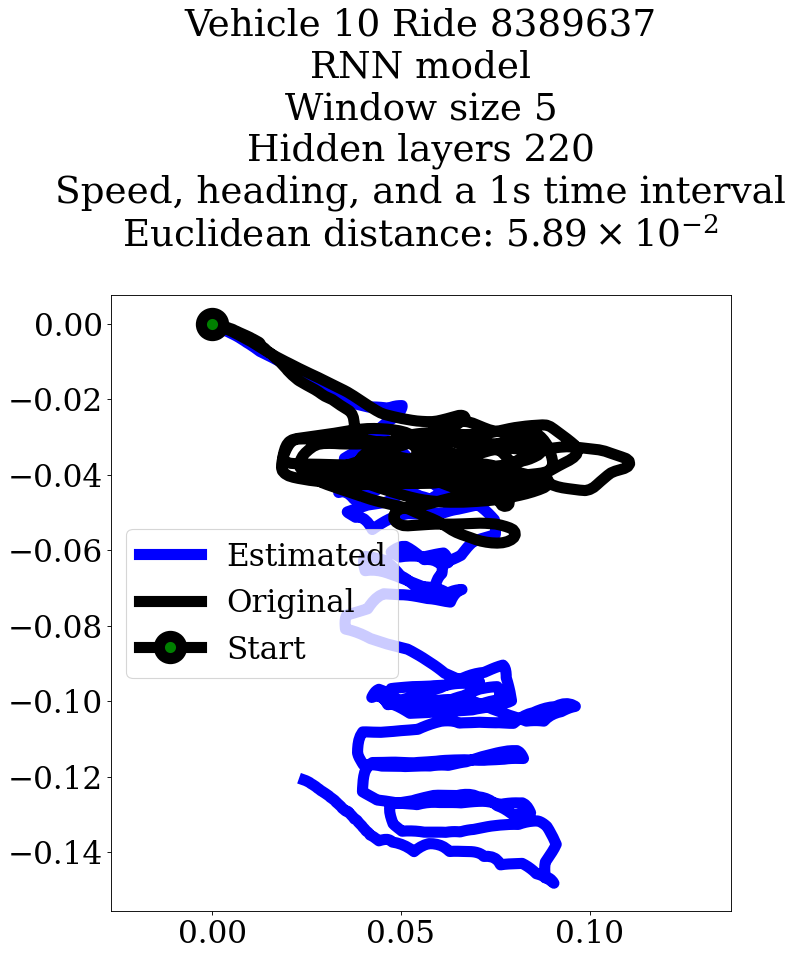 Vehicle 10 Ride 8389637
RNN model
Window size 5
Hidden layers 220
Speed, heading, and a 1s time interval
Euclidean distance: 5.89 × 10⁻²
0.00
−0.02
−0.04
−0.06
−0.08
−0.10
−0.12
−0.14
Estimated
Original
Start
0.00 0.05 0.10